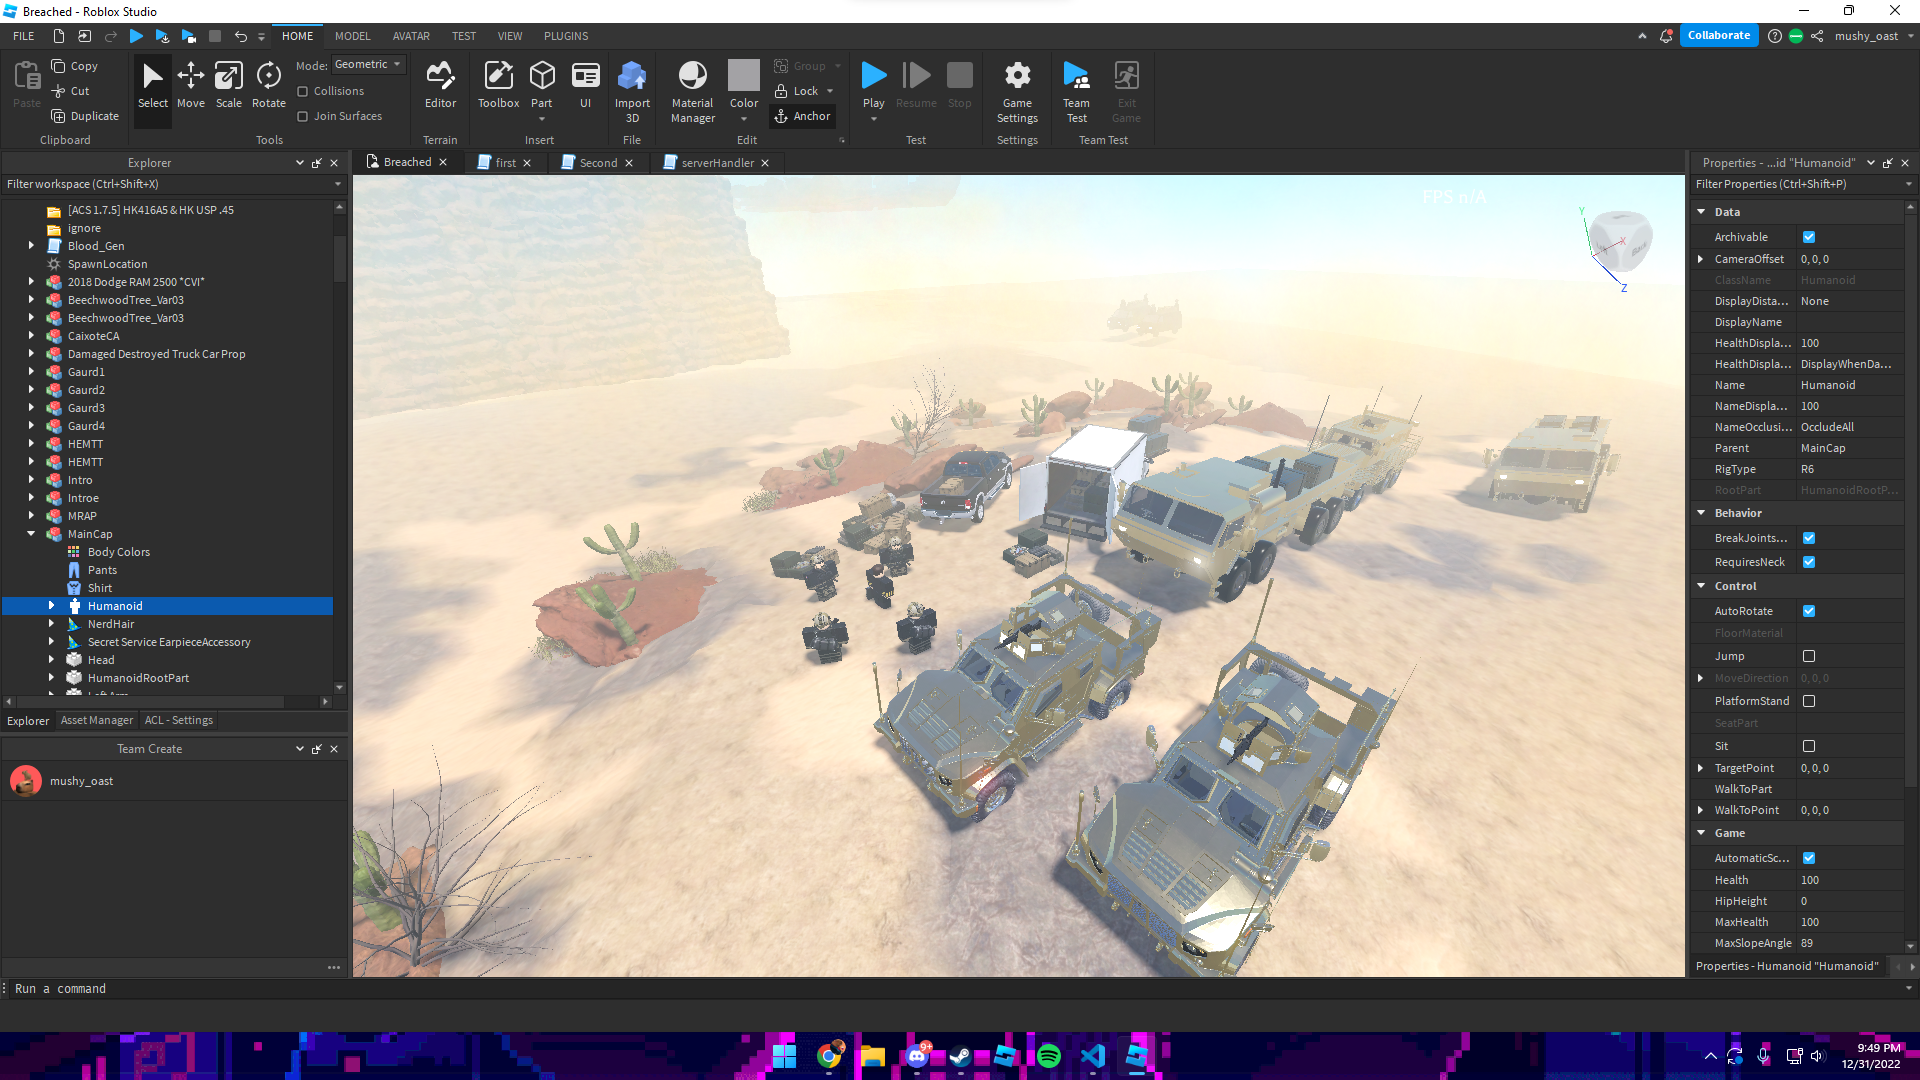 Breached - Roblox Studio
FILE HOME MODEL AVATAR TEST VIEW PLUGINS Collaborate mushy_oast
Paste Copy Cut Duplicate Clipboard
Select Move Scale Rotate Mode: Geometric Collisions Join Surfaces Tools
Editor Terrain
Toolbox Part UI Insert
Import 3D File
Material Manager Color Group Lock Anchor Edit
Play Resume Stop Test
Game Settings Settings
Team Test Exit Game Team Test
Explorer
Filter workspace (Ctrl+Shift+X)
[ACS 1.7.5] HK416A5 & HK USP .45
ignore
Blood_Gen
SpawnLocation
2018 Dodge RAM 2500 *CVI*
BeechwoodTree_Var03
BeechwoodTree_Var03
CaixoteCA
Damaged Destroyed Truck Car Prop
Gaurd1
Gaurd2
Gaurd3
Gaurd4
HEMTT
HEMTT
Intro
Introe
MRAP
MainCap
Body Colors
Pants
Shirt
Humanoid
NerdHair
Secret Service EarpieceAccessory
Head
HumanoidRootPart
Explorer Asset Manager ACL - Settings
Team Create
mushy_oast
Breached first Second serverHandler
FPS n/A
Y
X
Z
Properties - ...id "Humanoid"
Filter Properties (Ctrl+Shift+P)
Data
Archivable
CameraOffset 0, 0, 0
ClassName Humanoid
DisplayDista... None
DisplayName
HealthDispla... 100
HealthDispla... DisplayWhenDa...
Name Humanoid
NameDispla... 100
NameOcclusi... OccludeAll
Parent MainCap
RigType R6
RootPart HumanoidRootP...
Behavior
BreakJoints...
RequiresNeck
Control
AutoRotate
FloorMaterial
Jump
MoveDirection 0, 0, 0
PlatformStand
SeatPart
Sit
TargetPoint 0, 0, 0
WalkToPart
WalkToPoint 0, 0, 0
Game
AutomaticSc...
Health 100
HipHeight 0
MaxHealth 100
MaxSlopeAngle 89
Properties - Humanoid "Humanoid"
Run a command
9+
9:49 PM
12/31/2022